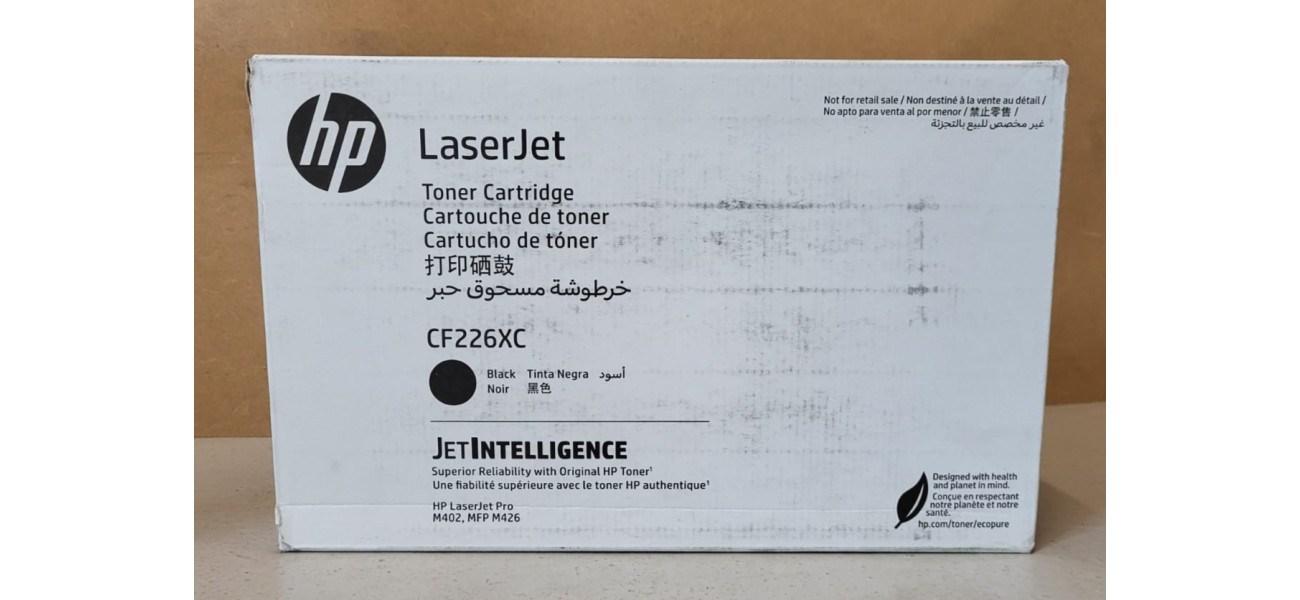 hp
LaserJet
Not for retail sale / Non destiné à la vente au détail /
No apto para venta al por menor / 禁止零售 /
غير مخصص للبيع بالتجزئة
Toner Cartridge
Cartouche de toner
Cartucho de tóner
打印硒鼓
خرطوشة مسحوق حبر
CF226XC
Black Tinta Negra أسود
Noir 黑色
JETINTELLIGENCE
Superior Reliability with Original HP Toner¹
Une fiabilité supérieure avec le toner HP authentique¹
HP LaserJet Pro
M402, MFP M426
Designed with health
and planet in mind.
Conçue en respectant
notre planète et notre
santé.
hp.com/toner/ecopure